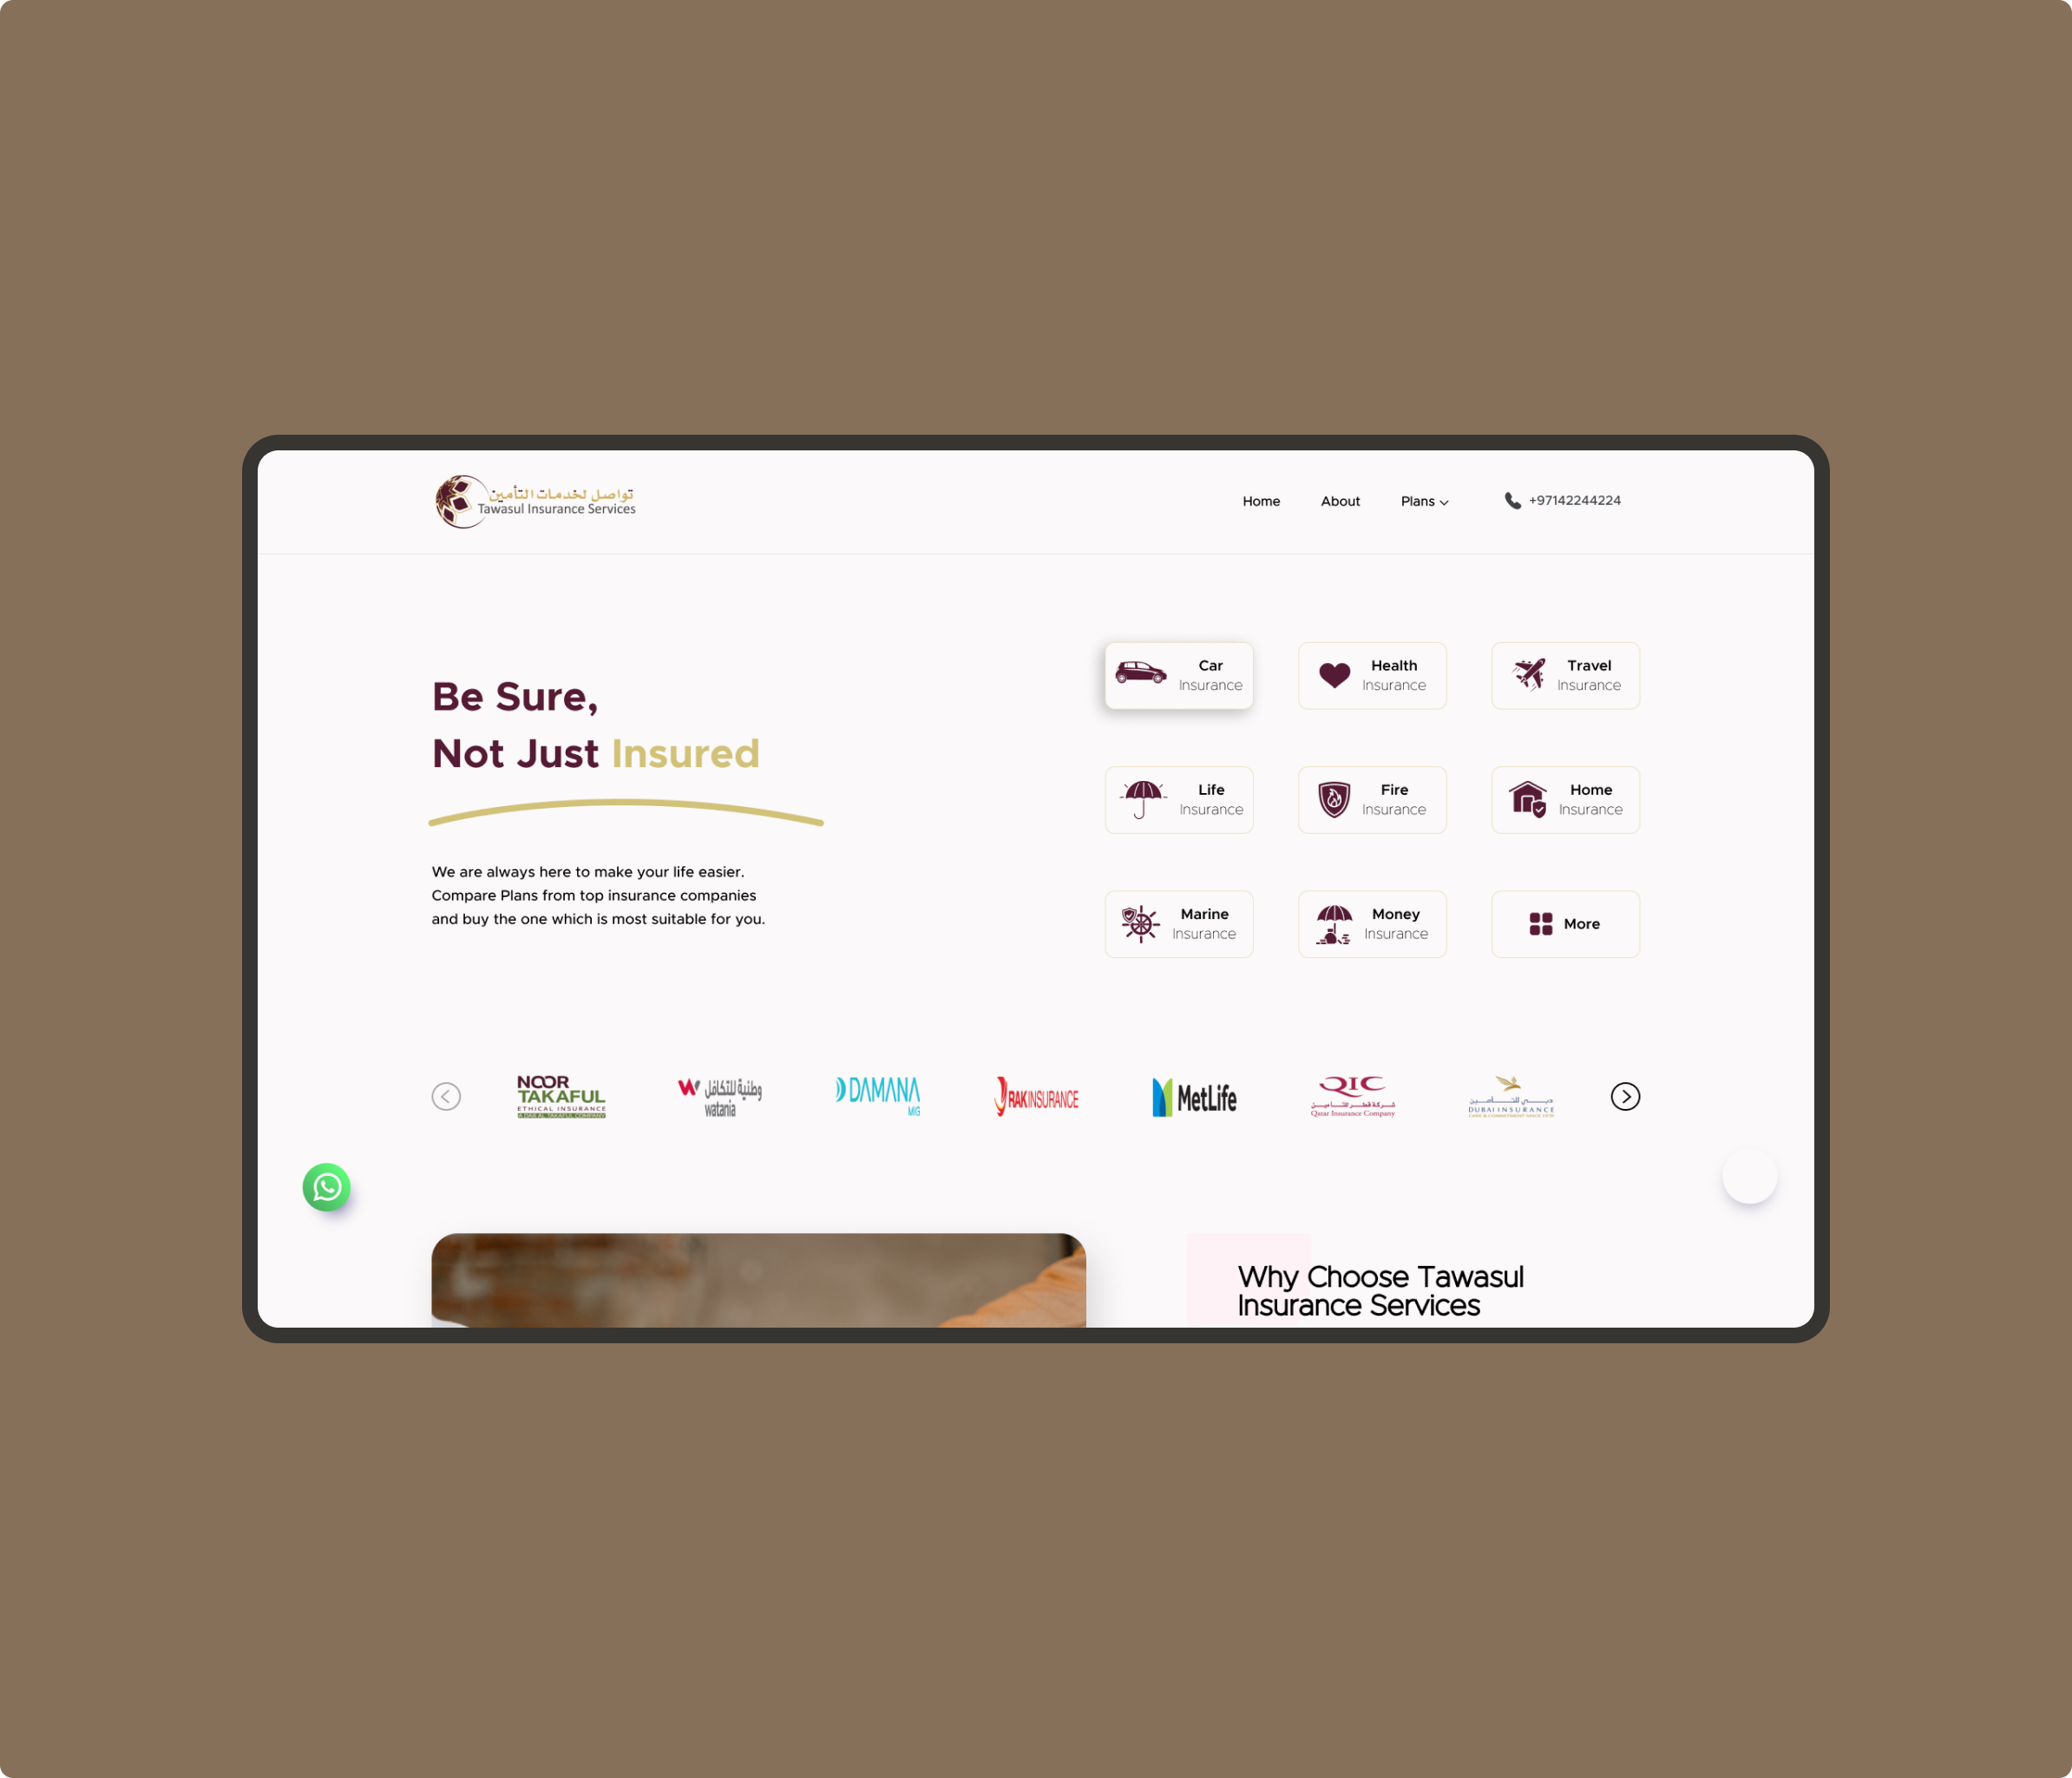 تواصل لخدمات التأمين
Tawasul Insurance Services
Home
About
Plans
+97142244224
Be Sure,
Not Just Insured
We are always here to make your life easier.
Compare Plans from top insurance companies
and buy the one which is most suitable for you.
Car
Insurance
Health
Insurance
Travel
Insurance
Life
Insurance
Fire
Insurance
Home
Insurance
Marine
Insurance
Money
Insurance
More
NOOR
TAKAFUL
ETHICAL INSURANCE
وطنية للتكافل
watania
DAMANA
MIG
RAKINSURANCE
MetLife
QIC
شركة قطر للتأمين
Qatar Insurance Company
دبي للتأمين
DUBAI INSURANCE
Why Choose Tawasul
Insurance Services